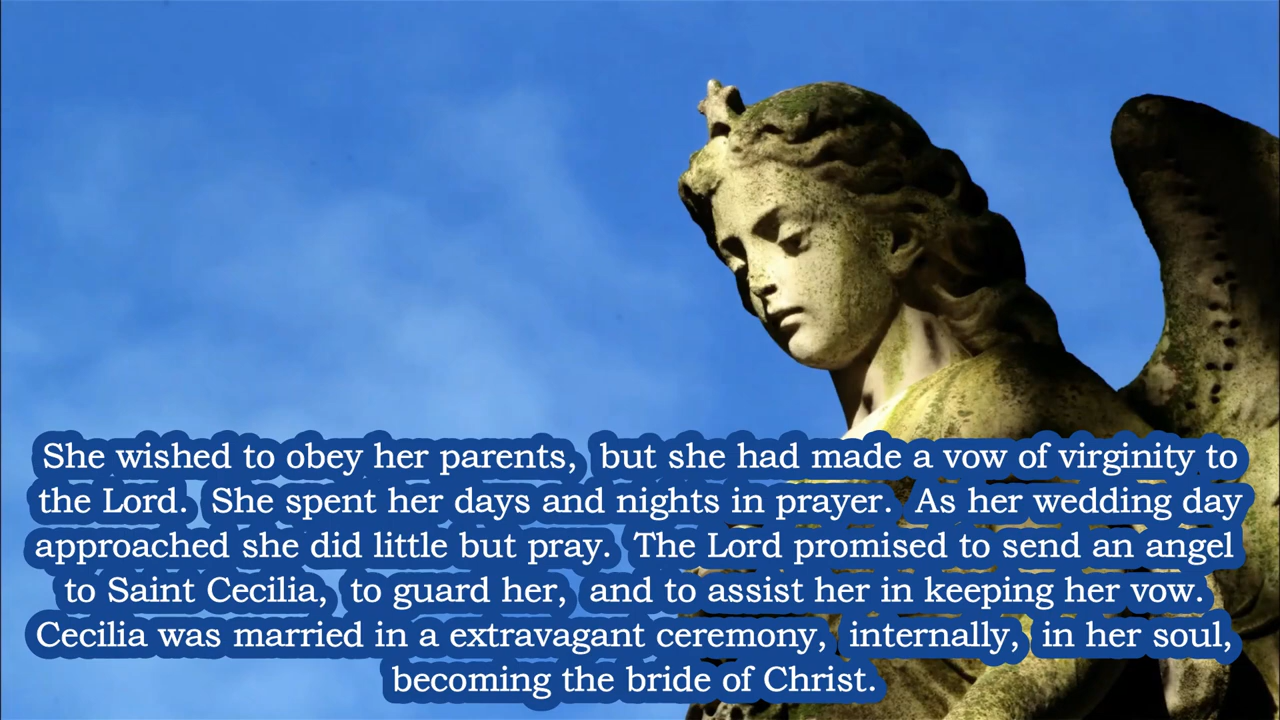 She wished to obey her parents,  but she had made a vow of virginity to
the Lord.  She spent her days and nights in prayer.  As her wedding day
approached she did little but pray.  The Lord promised to send an angel
to Saint Cecilia,  to guard her,  and to assist her in keeping her vow.
Cecilia was married in a extravagant ceremony,  internally,  in her soul,
becoming the bride of Christ.